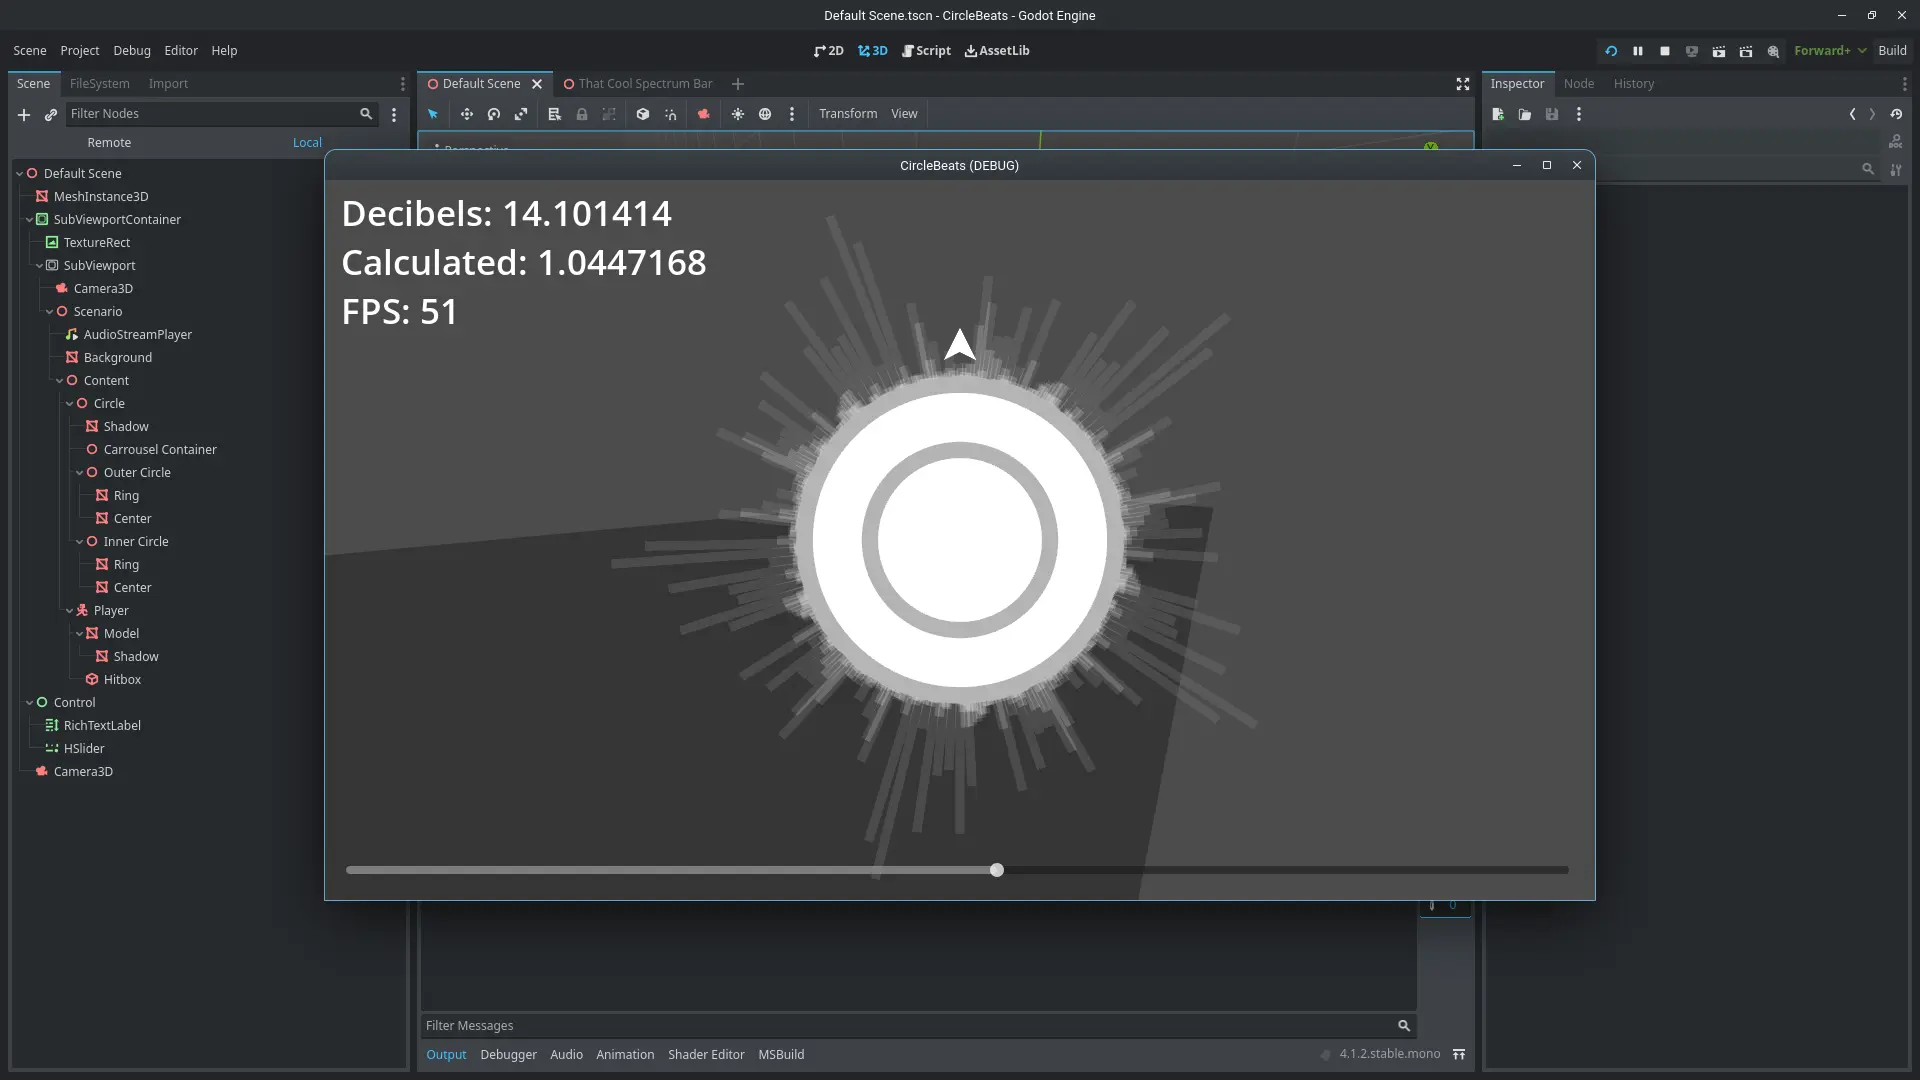 Default Scene.tscn - CircleBeats - Godot Engine
Scene Project Debug Editor Help
2D 3D Script AssetLib
Forward+ Build
Scene FileSystem Import
Default Scene That Cool Spectrum Bar
Inspector Node History
Filter Nodes
Transform View
Remote Local
Perspective
Y
CircleBeats (DEBUG)
Decibels: 14.101414
Calculated: 1.0447168
FPS: 51
Default Scene
MeshInstance3D
SubViewportContainer
TextureRect
SubViewport
Camera3D
Scenario
AudioStreamPlayer
Background
Content
Circle
Shadow
Carrousel Container
Outer Circle
Ring
Center
Inner Circle
Ring
Center
Player
Model
Shadow
Hitbox
Control
RichTextLabel
HSlider
Camera3D
0
Filter Messages
Output Debugger Audio Animation Shader Editor MSBuild
4.1.2.stable.mono